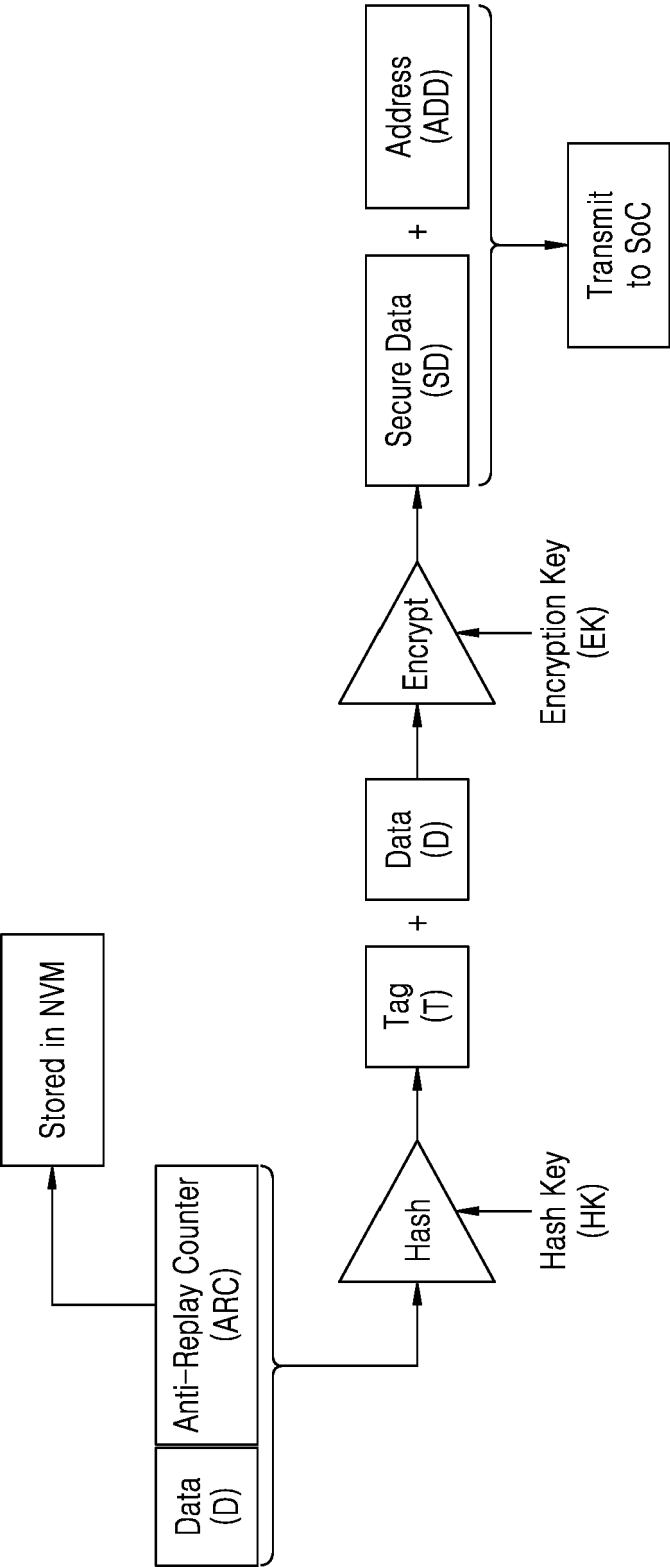 Stored in NVM
Data
(D)
Anti-Replay Counter
(ARC)
Hash
Hash Key
(HK)
Tag
(T)
+
Data
(D)
Encrypt
Encryption Key
(EK)
Secure Data
(SD)
+
Address
(ADD)
Transmit
to SoC